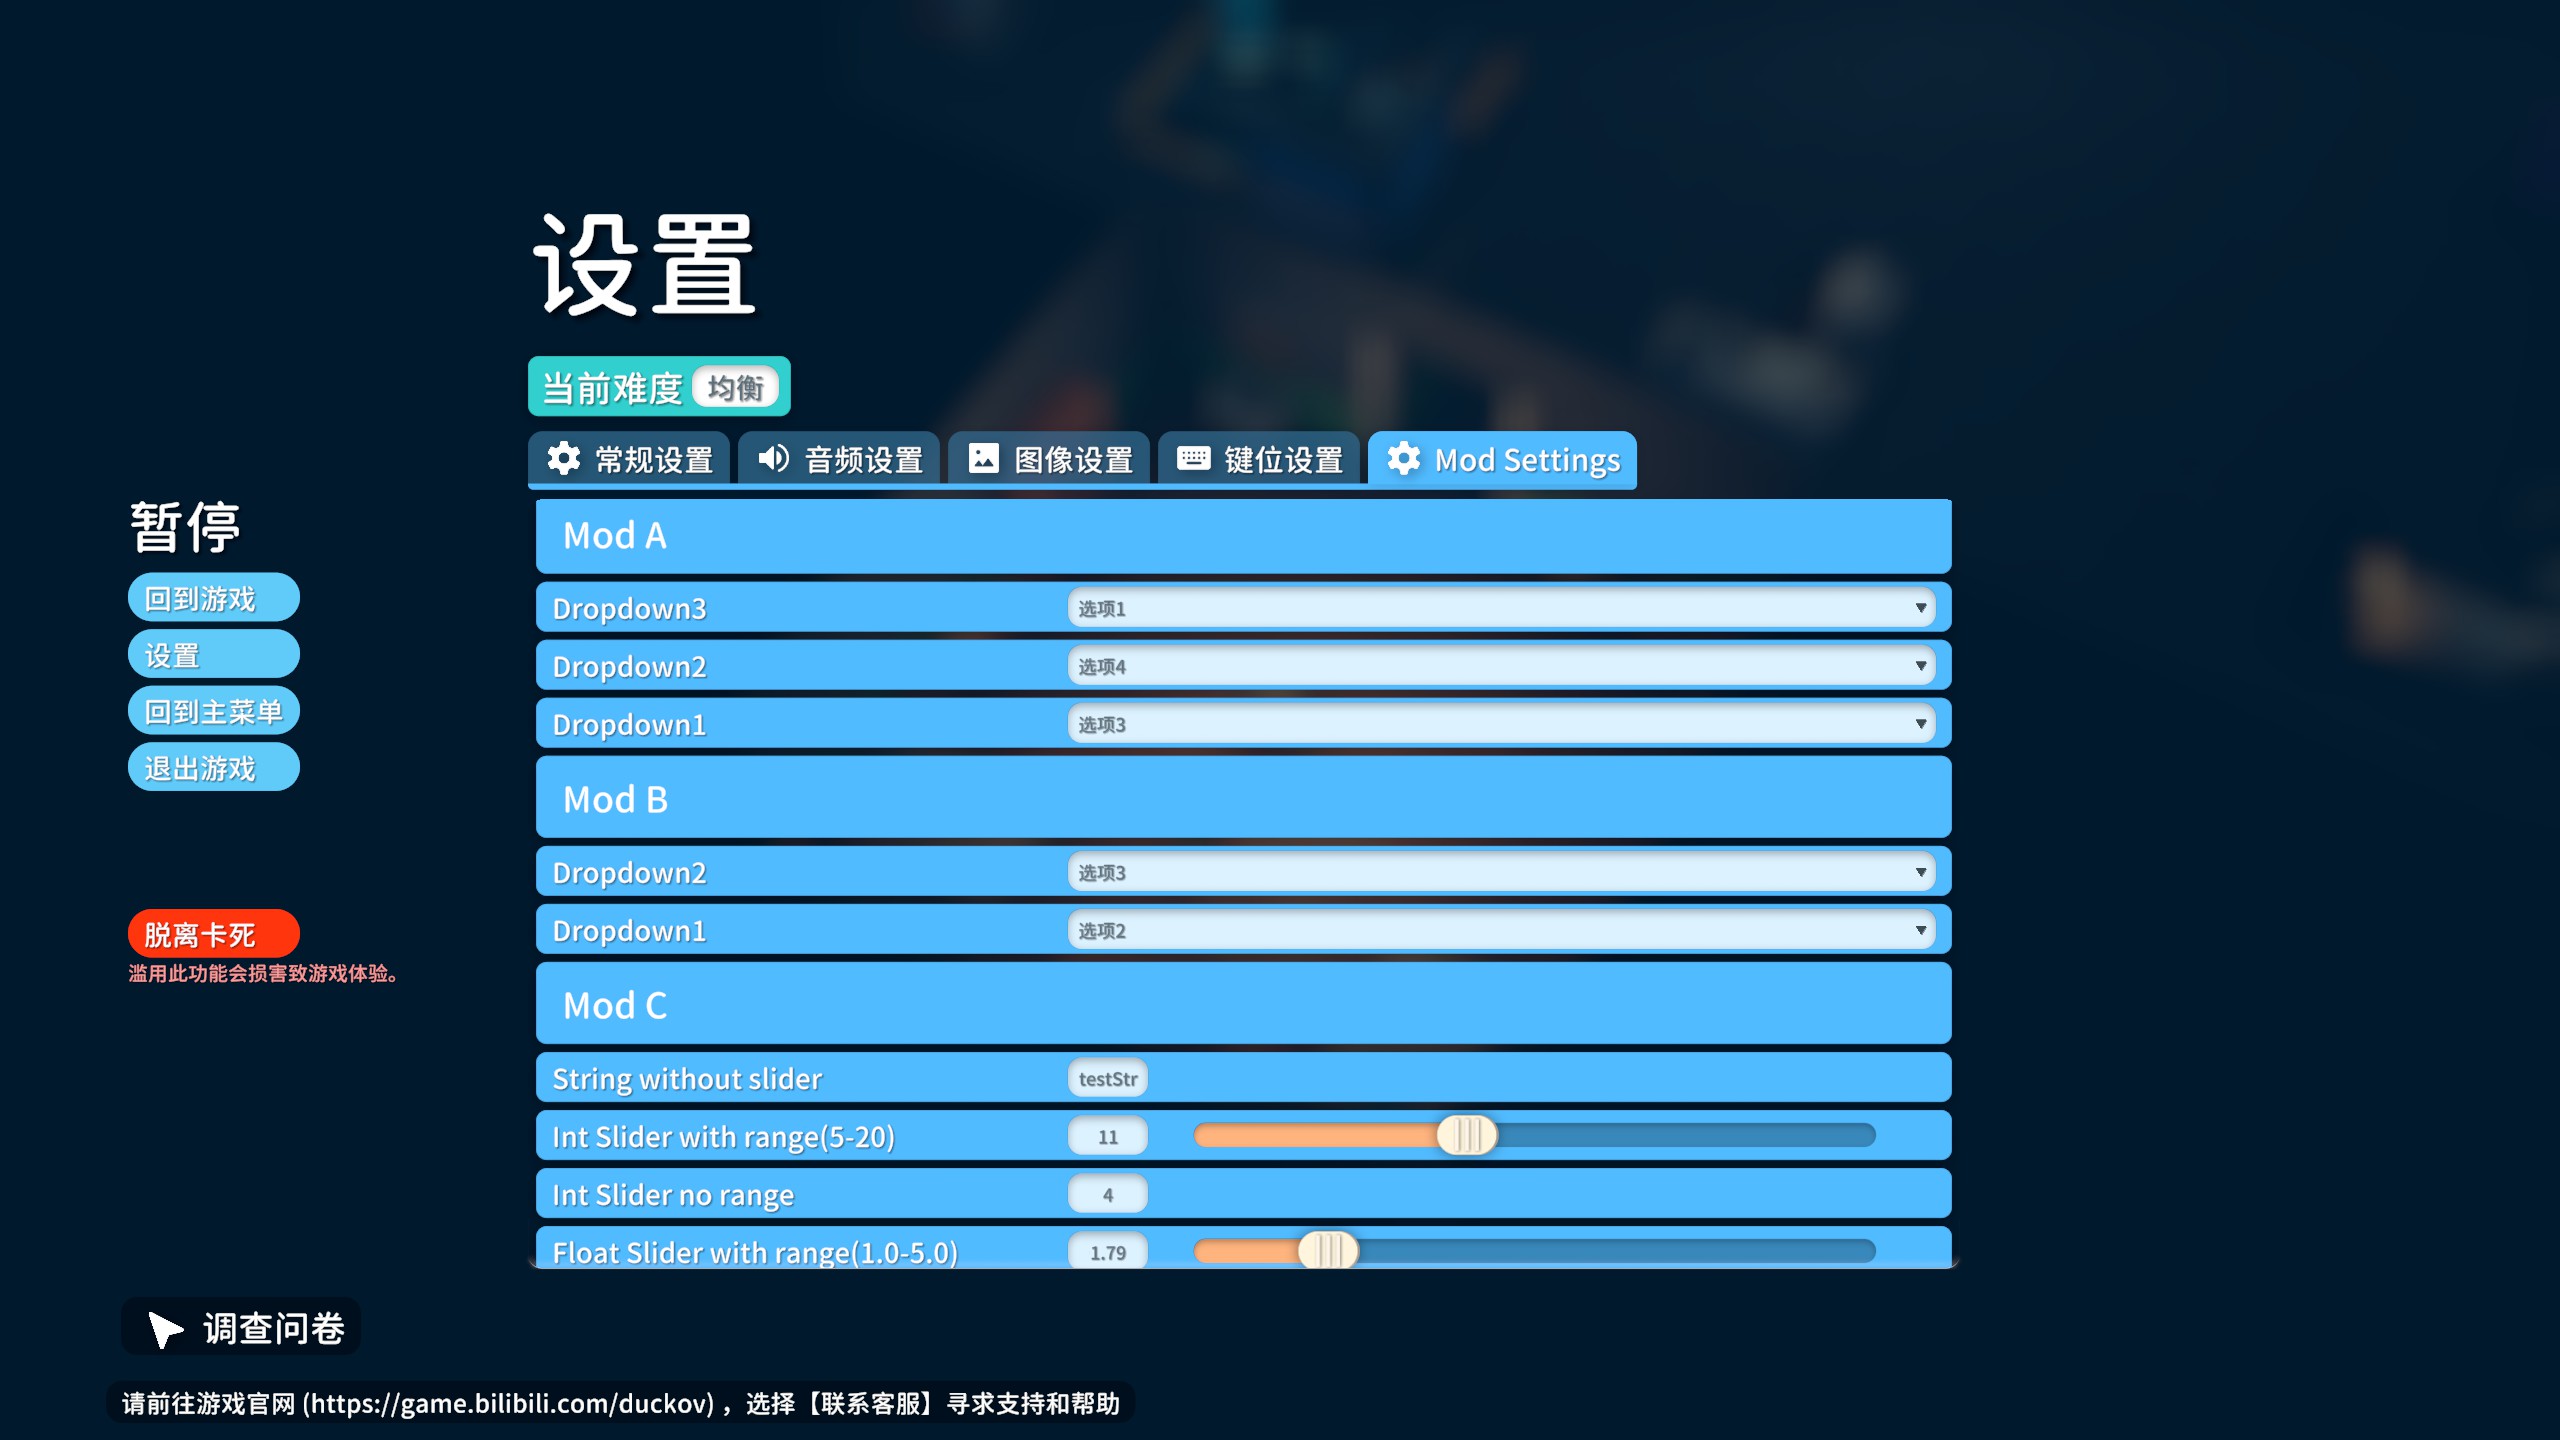 设置
当前难度 均衡
常规设置 音频设置 图像设置 键位设置 Mod Settings
暂停
回到游戏
设置
回到主菜单
退出游戏
脱离卡死
滥用此功能会损害致游戏体验。
Mod A
Dropdown3 选项1
Dropdown2 选项4
Dropdown1 选项3
Mod B
Dropdown2 选项3
Dropdown1 选项2
Mod C
String without slider testStr
Int Slider with range(5-20) 11
Int Slider no range 4
Float Slider with range(1.0-5.0) 1.79
调查问卷
请前往游戏官网 (https://game.bilibili.com/duckov) ，选择【联系客服】寻求支持和帮助